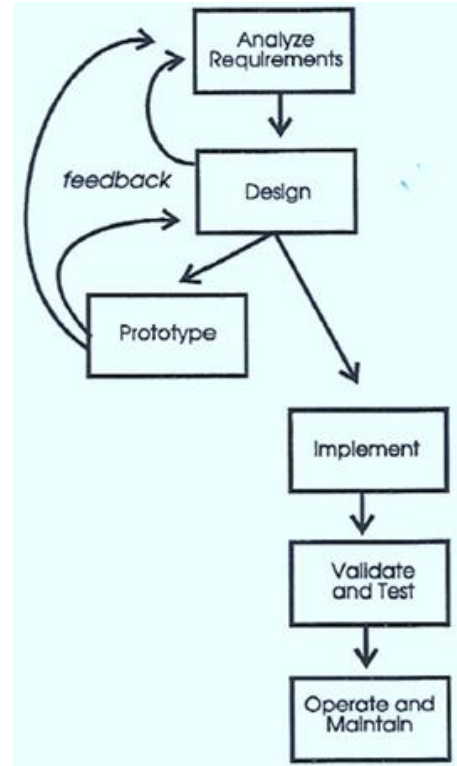 Analyze
Requirements
feedback
Design
Prototype
Implement
Validate
and Test
Operate and
Maintain